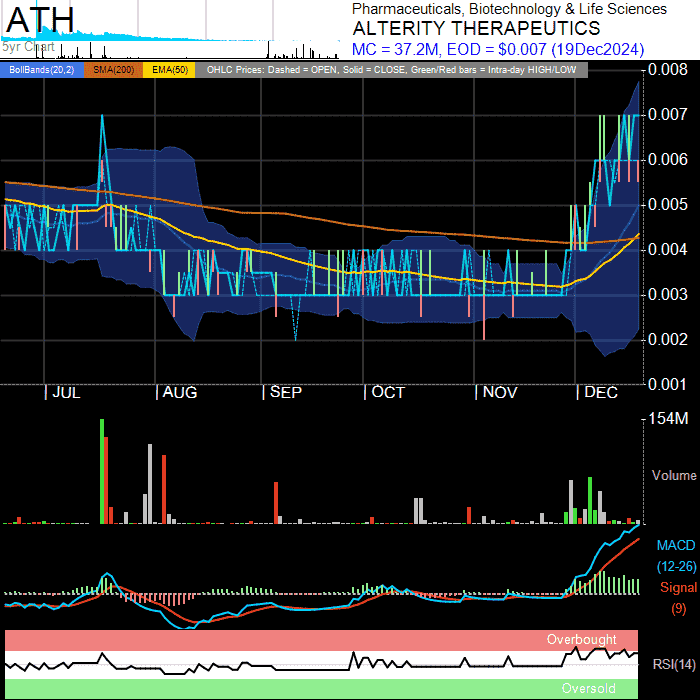 ATH
5yr Chart
Pharmaceuticals, Biotechnology & Life Sciences
ALTERITY THERAPEUTICS
MC = 37.2M, EOD = $0.007 (19Dec2024)
BollBands(20,2) SMA(200) EMA(50) OHLC Prices: Dashed = OPEN, Solid = CLOSE, Green/Red bars = Intra-day HIGH/LOW
0.008
0.007
0.006
0.005
0.004
0.003
0.002
0.001
JUL AUG SEP OCT NOV DEC
154M
Volume
MACD
(12-26)
Signal
(9)
Overbought
RSI(14)
Oversold